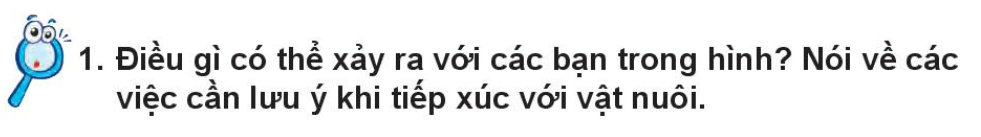 1. Điều gì có thể xảy ra với các bạn trong hình? Nói về các
việc cần lưu ý khi tiếp xúc với vật nuôi.